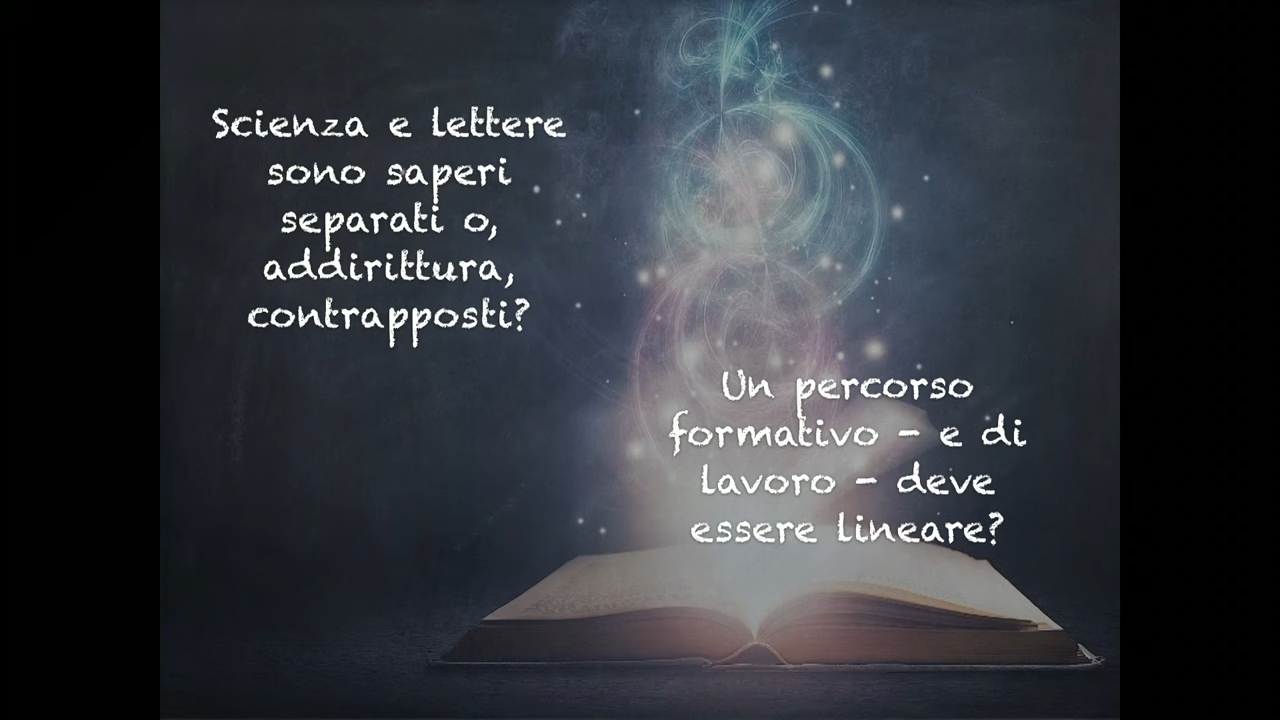 Scienza e lettere
sono saperi
separati o,
addirittura,
contrapposti?
Un percorso
formativo - e di
lavoro - deve
essere lineare?